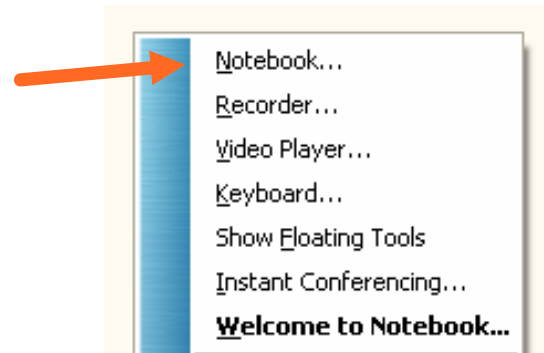 Notebook...
Recorder...
Video Player...
Keyboard...
Show Floating Tools
Instant Conferencing...
Welcome to Notebook...